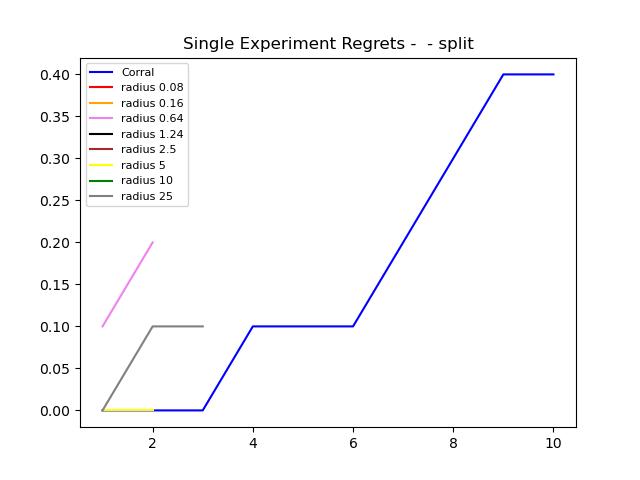 Single Experiment Regrets -  - split
Corral
radius 0.08
radius 0.16
radius 0.64
radius 1.24
radius 2.5
radius 5
radius 10
radius 25
0.40
0.35
0.30
0.25
0.20
0.15
0.10
0.05
0.00
2 4 6 8 10